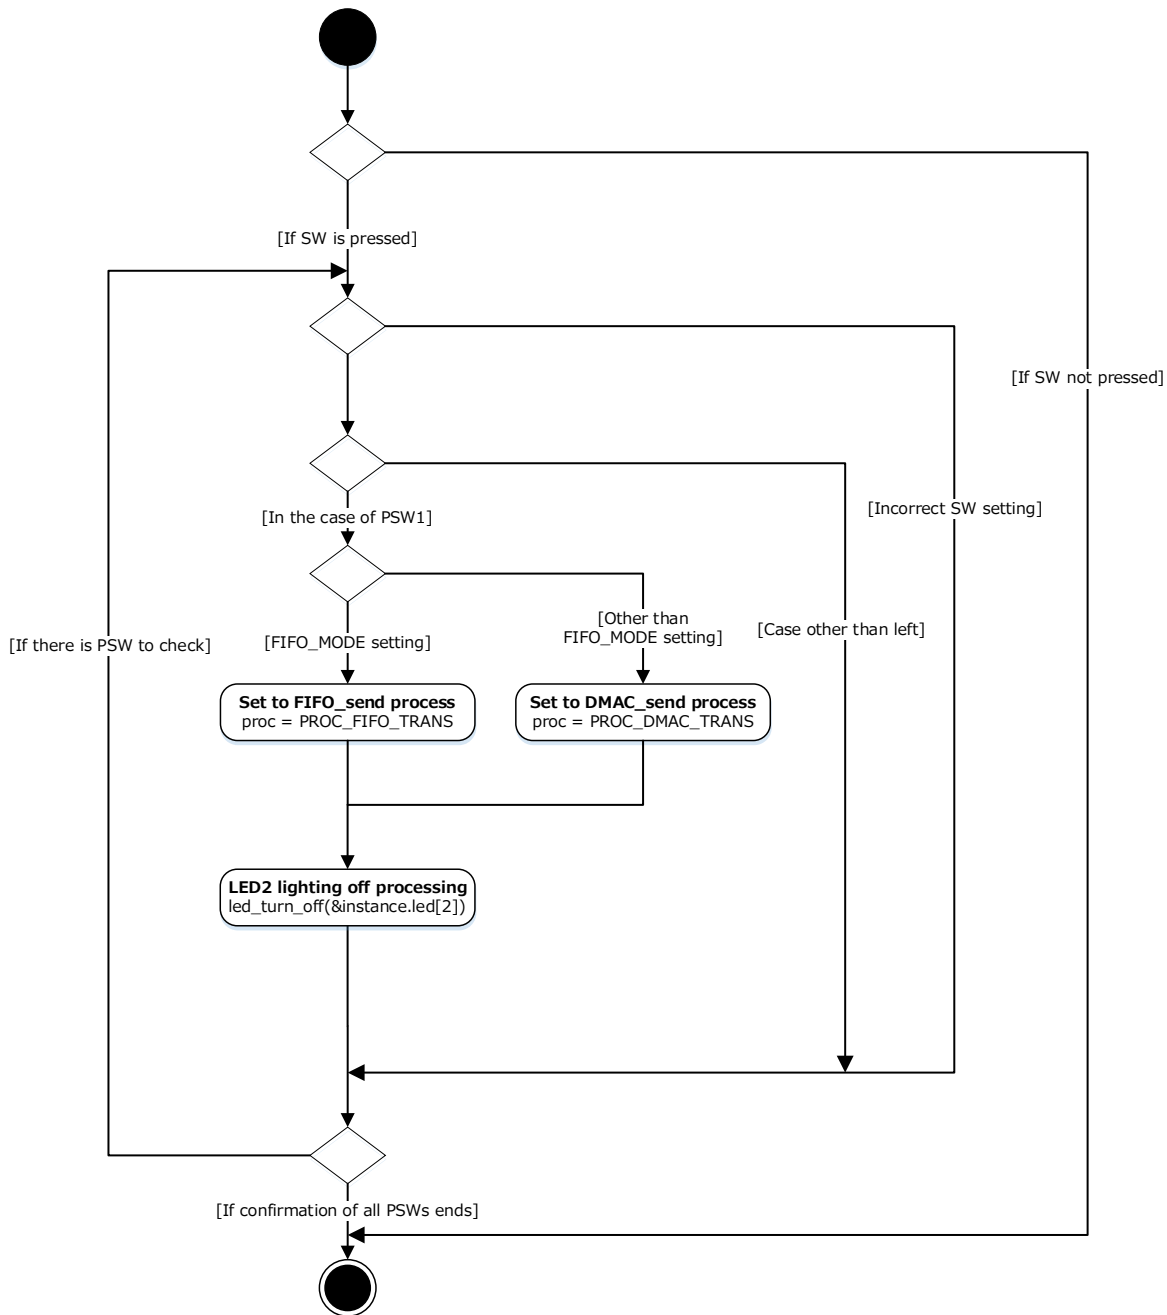 [If SW is pressed]
[If SW not pressed]
[Incorrect SW setting]
[In the case of PSW1]
[If there is PSW to check]
[FIFO_MODE setting]
[Other than
FIFO_MODE setting]
[Case other than left]
Set to FIFO_send process
proc = PROC_FIFO_TRANS
Set to DMAC_send process
proc = PROC_DMAC_TRANS
LED2 lighting off processing
led_turn_off(&instance.led[2])
[If confirmation of all PSWs ends]